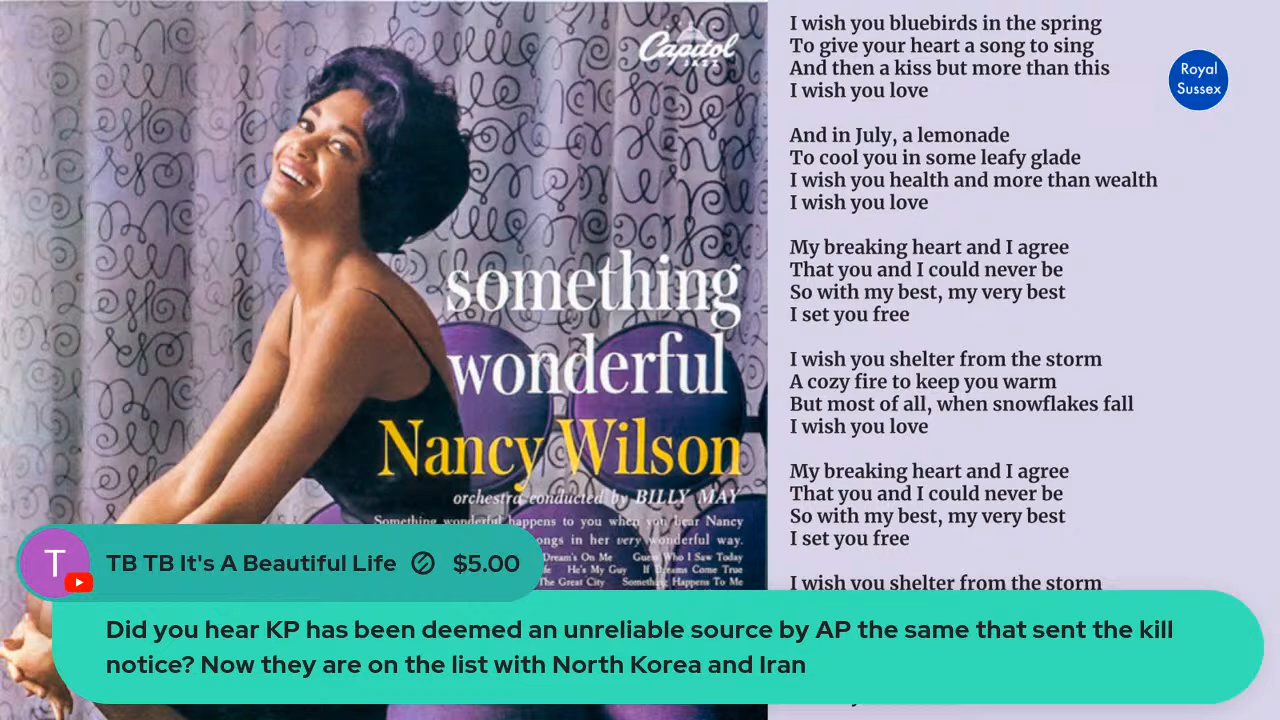 Capitol
JAZZ
something
wonderful
Nancy Wilson
orchestra conducted by BILLY MAY
Something wonderful happens to you when you hear Nancy
ongs in her very wonderful way.
Dream's On Me Guess Who I Saw Today
fe He's My Guy If Dreams Come True
The Great City Something Happens To Me
I wish you bluebirds in the spring
To give your heart a song to sing
And then a kiss but more than this
I wish you love
And in July, a lemonade
To cool you in some leafy glade
I wish you health and more than wealth
I wish you love
My breaking heart and I agree
That you and I could never be
So with my best, my very best
I set you free
I wish you shelter from the storm
A cozy fire to keep you warm
But most of all, when snowflakes fall
I wish you love
My breaking heart and I agree
That you and I could never be
So with my best, my very best
I set you free
I wish you shelter from the storm
Royal
Sussex
T
TB TB It's A Beautiful Life $5.00
Did you hear KP has been deemed an unreliable source by AP the same that sent the kill
notice? Now they are on the list with North Korea and Iran